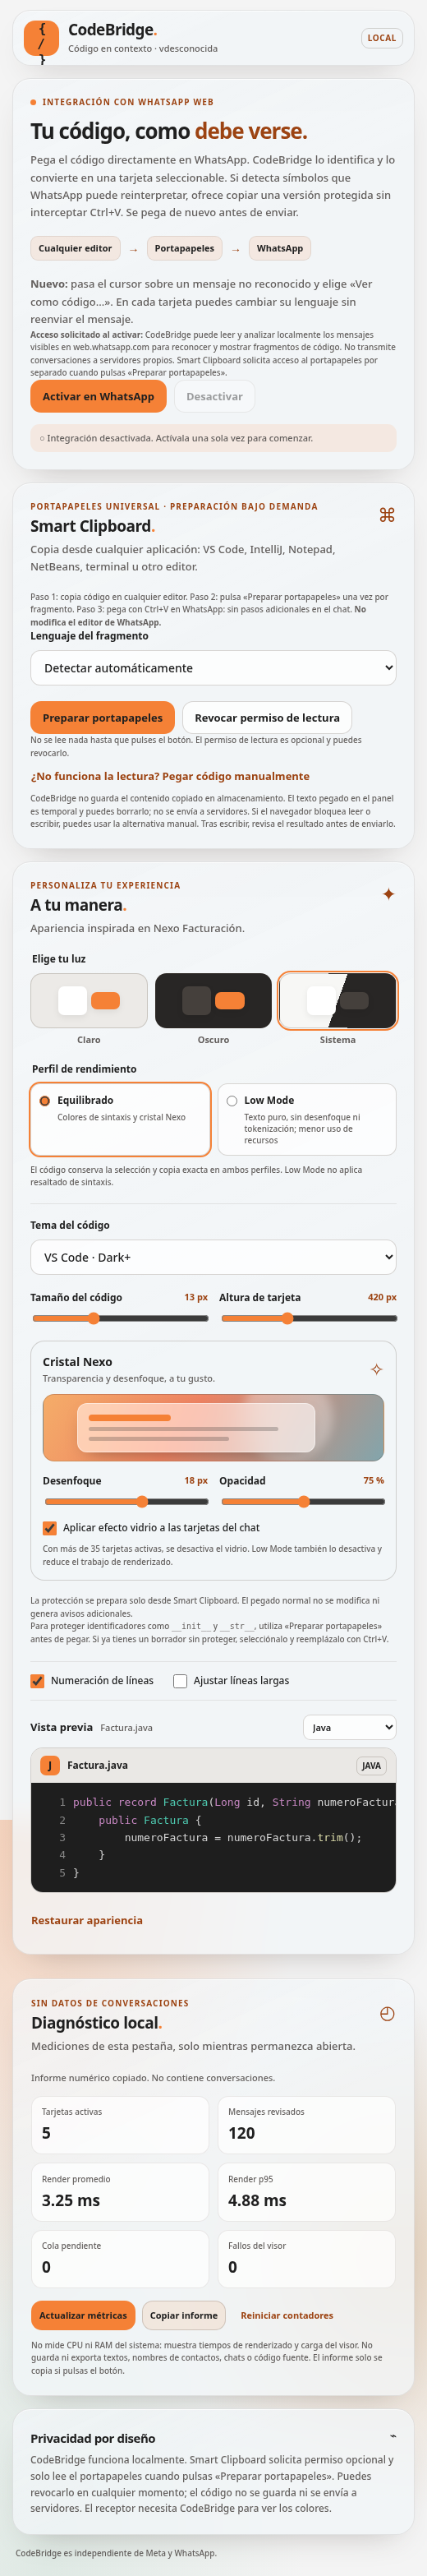 {
/
}
CodeBridge.
Código en contexto · vdesconocida
LOCAL
INTEGRACIÓN CON WHATSAPP WEB
Tu código, como debe verse.
Pega el código directamente en WhatsApp. CodeBridge lo identifica y lo
convierte en una tarjeta seleccionable. Si detecta símbolos que
WhatsApp puede reinterpretar, ofrece copiar una versión protegida sin
interceptar Ctrl+V. Se pega de nuevo antes de enviar.
Cualquier editor → Portapapeles → WhatsApp
Nuevo: pasa el cursor sobre un mensaje no reconocido y elige «Ver
como código…». En cada tarjeta puedes cambiar su lenguaje sin
reenviar el mensaje.
Acceso solicitado al activar: CodeBridge puede leer y analizar localmente los mensajes
visibles en web.whatsapp.com para reconocer y mostrar fragmentos de código. No transmite
conversaciones a servidores propios. Smart Clipboard solicita acceso al portapapeles por
separado cuando pulsas «Preparar portapapeles».
Activar en WhatsApp
Desactivar
○ Integración desactivada. Actívala una sola vez para comenzar.
PORTAPAPELES UNIVERSAL · PREPARACIÓN BAJO DEMANDA
Smart Clipboard.
⌘
Copia desde cualquier aplicación: VS Code, IntelliJ, Notepad,
NetBeans, terminal u otro editor.
Paso 1: copia código en cualquier editor. Paso 2: pulsa «Preparar portapapeles» una vez por
fragmento. Paso 3: pega con Ctrl+V en WhatsApp: sin pasos adicionales en el chat. No
modifica el editor de WhatsApp.
Lenguaje del fragmento
Detectar automáticamente
Preparar portapapeles
Revocar permiso de lectura
No se lee nada hasta que pulses el botón. El permiso de lectura es opcional y puedes
revocarlo.
¿No funciona la lectura? Pegar código manualmente
CodeBridge no guarda el contenido copiado en almacenamiento. El texto pegado en el panel
es temporal y puedes borrarlo; no se envía a servidores. Si el navegador bloquea leer o
escribir, puedes usar la alternativa manual. Tras escribir, revisa el resultado antes de enviarlo.
PERSONALIZA TU EXPERIENCIA
A tu manera.
✦
Apariencia inspirada en Nexo Facturación.
Elige tu luz
Claro
Oscuro
Sistema
Perfil de rendimiento
Equilibrado
Colores de sintaxis y cristal Nexo
Low Mode
Texto puro, sin desenfoque ni
tokenización; menor uso de
recursos
El código conserva la selección y copia exacta en ambos perfiles. Low Mode no aplica
resaltado de sintaxis.
Tema del código
VS Code · Dark+
Tamaño del código 13 px
Altura de tarjeta 420 px
Cristal Nexo
✧
Transparencia y desenfoque, a tu gusto.
Desenfoque 18 px
Opacidad 75 %
Aplicar efecto vidrio a las tarjetas del chat
Con más de 35 tarjetas activas, se desactiva el vidrio. Low Mode también lo desactiva y
reduce el trabajo de renderizado.
La protección se prepara solo desde Smart Clipboard. El pegado normal no se modifica ni
genera avisos adicionales.
Para proteger identificadores como __init__ y __str__, utiliza «Preparar portapapeles»
antes de pegar. Si ya tienes un borrador sin proteger, selecciónalo y reemplázalo con Ctrl+V.
Numeración de líneas
Ajustar líneas largas
Vista previa Factura.java
Java
J Factura.java
JAVA
1 public record Factura(Long id, String numeroFactura
2 public Factura {
3 numeroFactura = numeroFactura.trim();
4 }
5 }
Restaurar apariencia
SIN DATOS DE CONVERSACIONES
Diagnóstico local.
◴
Mediciones de esta pestaña, solo mientras permanezca abierta.
Informe numérico copiado. No contiene conversaciones.
Tarjetas activas
5
Mensajes revisados
120
Render promedio
3.25 ms
Render p95
4.88 ms
Cola pendiente
0
Fallos del visor
0
Actualizar métricas
Copiar informe
Reiniciar contadores
No mide CPU ni RAM del sistema: muestra tiempos de renderizado y carga del visor. No
guarda ni exporta textos, nombres de contactos, chats o código fuente. El informe solo se
copia si pulsas el botón.
Privacidad por diseño
⌁
CodeBridge funciona localmente. Smart Clipboard solicita permiso opcional y
solo lee el portapapeles cuando pulsas «Preparar portapapeles». Puedes
revocarlo en cualquier momento; el código no se guarda ni se envía a
servidores. El receptor necesita CodeBridge para ver los colores.
CodeBridge es independiente de Meta y WhatsApp.